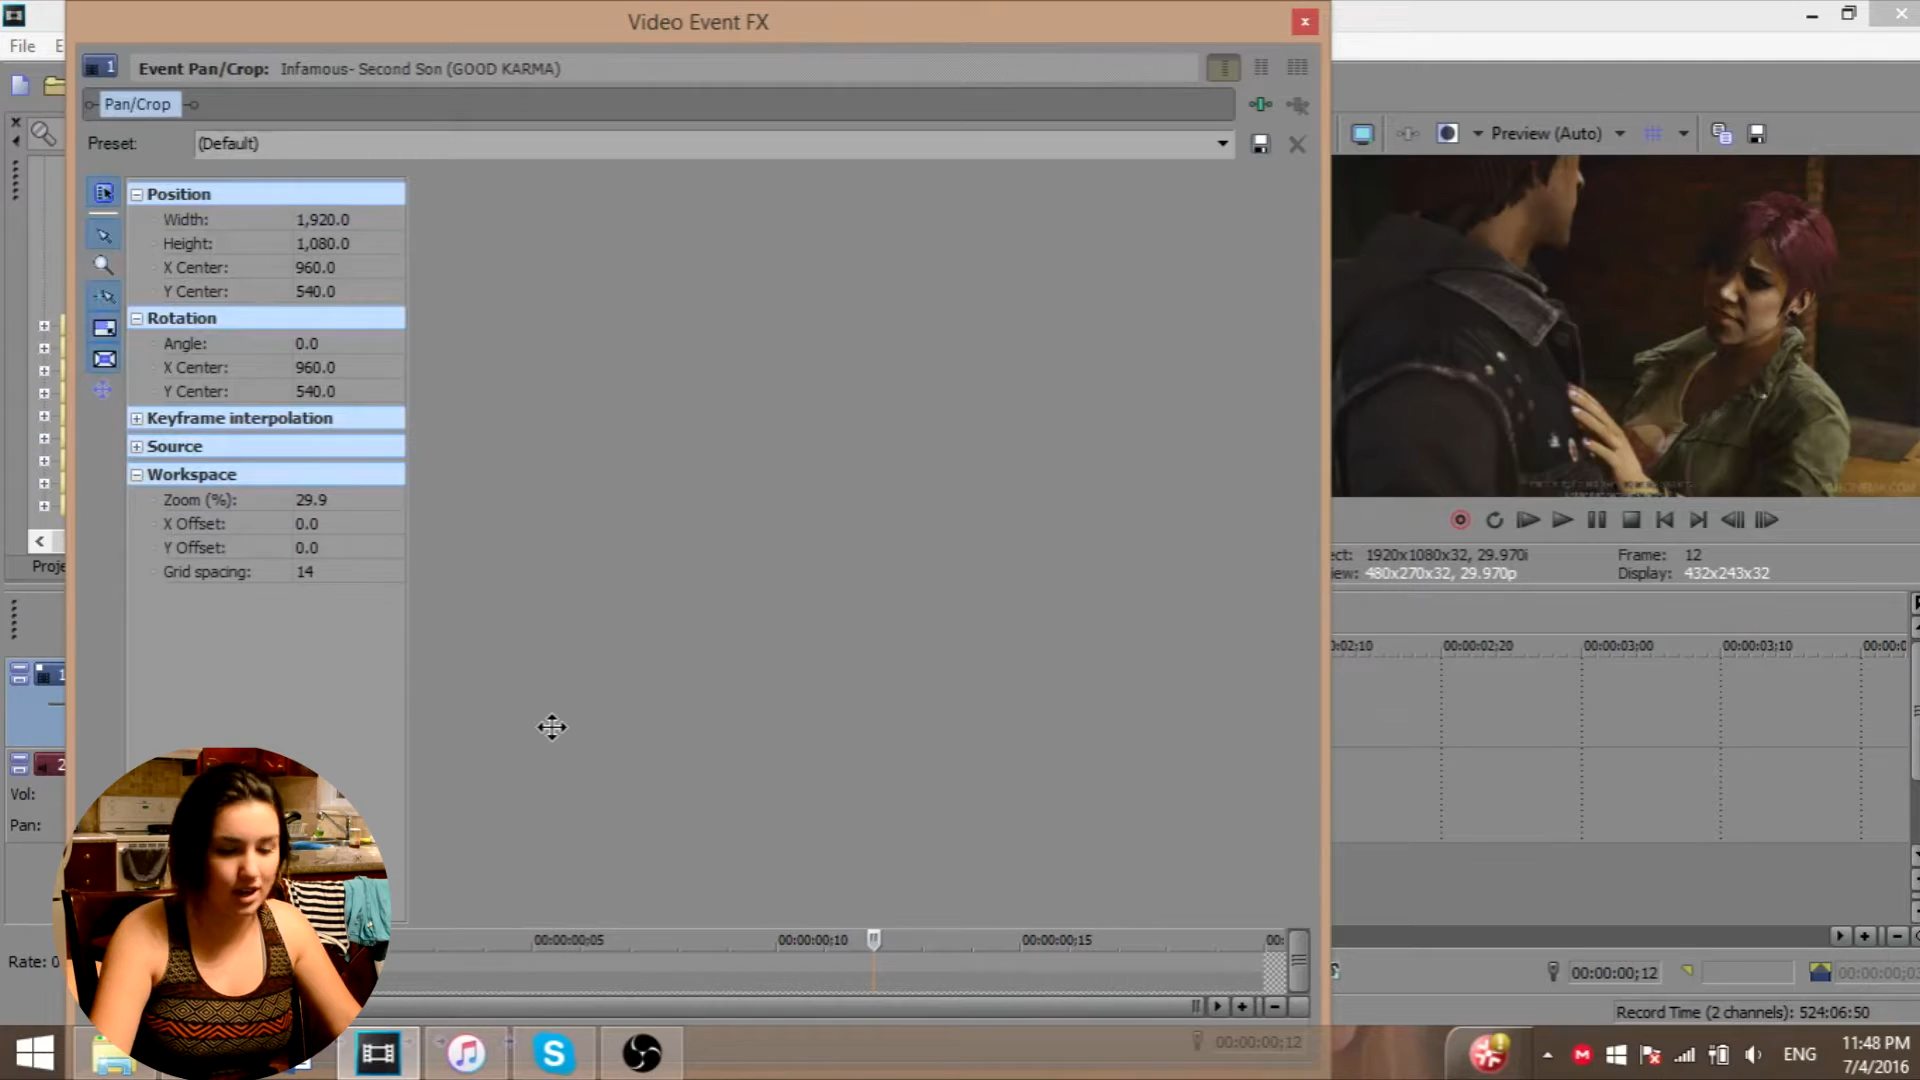 Video Event FX
File
Event Pan/Crop: Infamous- Second Son (GOOD KARMA)
Pan/Crop
Preset: (Default)
Preview (Auto)
Position
Width: 1,920.0
Height: 1,080.0
X Center: 960.0
Y Center: 540.0
Rotation
Angle: 0.0
X Center: 960.0
Y Center: 540.0
Keyframe interpolation
Source
Workspace
Zoom (%): 29.9
X Offset: 0.0
Y Offset: 0.0
Grid spacing: 14
1920x1080x32, 29.970i
Frame: 12
480x270x32, 29.970p
Display: 432x243x32
00:00:02:20 00:00:03:00 00:00:03:10
1
2
Vol:
Pan:
Rate: 0
00:00:00;05 00:00:00;10 00:00:00;15
00:00:00;12
00:00:00;12
Record Time (2 channels): 524:06:50
ENG
11:48 PM
7/4/2016